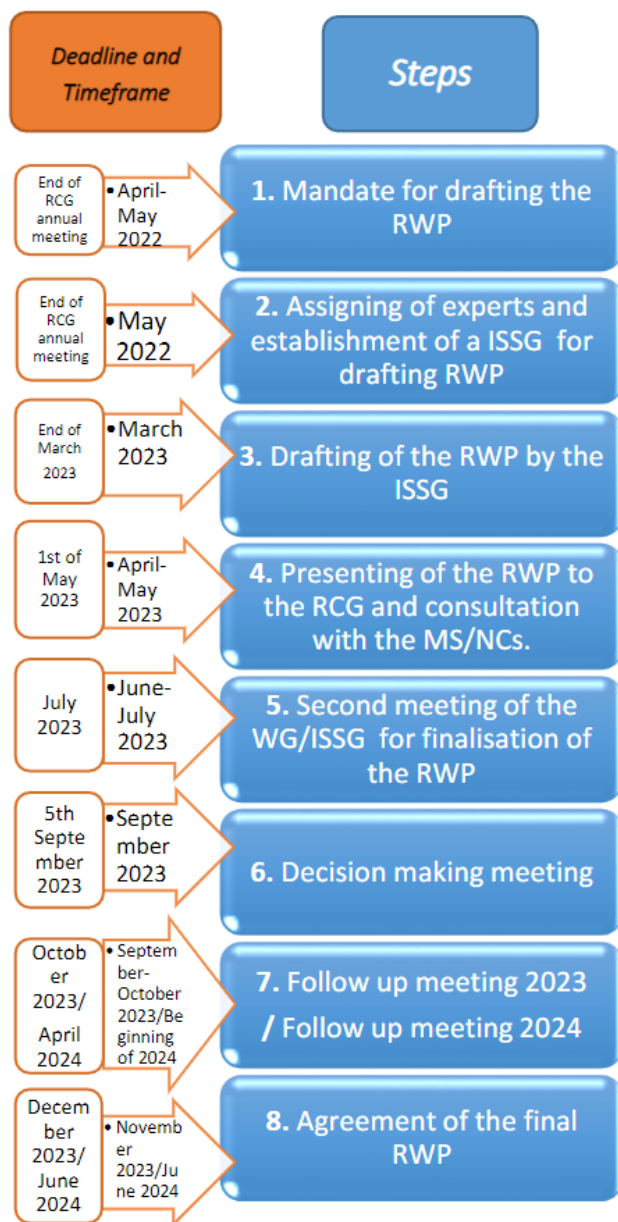 Deadline and
Timeframe
Steps
End of
RCG
annual
meeting
•April-
May
2022
1. Mandate for drafting the
RWP
End of
RCG
annual
meeting
•May
2022
2. Assigning of experts and
establishment of a ISSG for
drafting RWP
End of
March
2023
•March
2023
3. Drafting of the RWP by the
ISSG
1st of
May
2023
•April-
May
2023
4. Presenting of the RWP to
the RCG and consultation
with the MS/NCs.
July
2023
•June-
July
2023
5. Second meeting of the
WG/ISSG for finalisation of
the RWP
5th
Septe
mber
2023
•Septe
mber
2023
6. Decision making meeting
Octob
er
2023/
April
2024
• September-
October
2023/Be
ginning
of 2024
7. Follow up meeting 2023
/ Follow up meeting 2024
Decem
ber
2023/
June
2024
• Novemb
er
2023/Ju
ne 2024
8. Agreement of the final
RWP